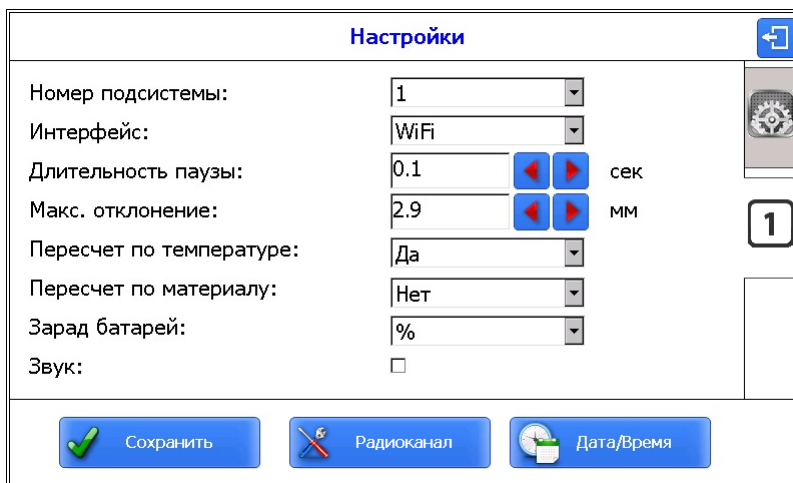 Настройки
Номер подсистемы: 1
Интерфейс: WiFi
Длительность паузы: 0.1 сек
Макс. отклонение: 2.9 мм
Пересчет по температуре: Да
Пересчет по материалу: Нет
Зарад батарей: %
Звук:
1
Сохранить Радиоканал Дата/Время